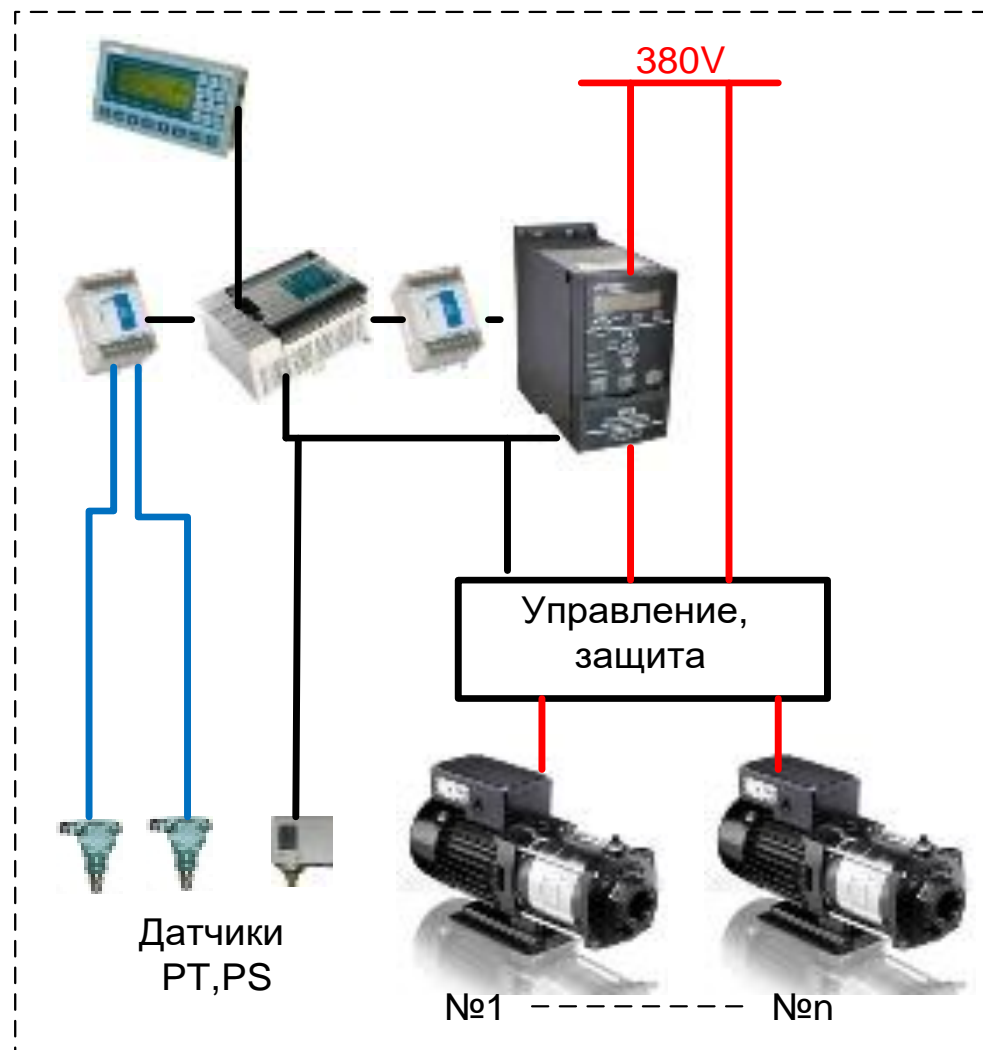 380V
Управление,
защита
Датчики
PT,PS
№1
№n